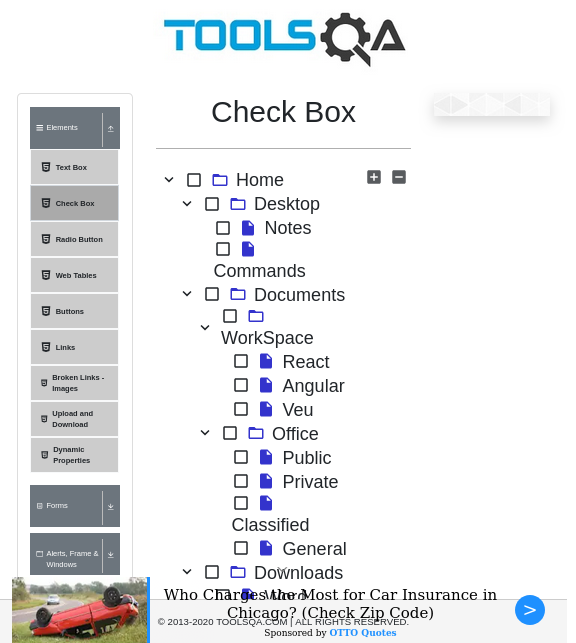 TOOLSQA
Check Box
Elements
Text Box
Check Box
Radio Button
Web Tables
Buttons
Links
Broken Links -
Images
Upload and
Download
Dynamic
Properties
Forms
Alerts, Frame &
Windows
Home
Desktop
Notes
Commands
Documents
WorkSpace
React
Angular
Veu
Office
Public
Private
Classified
General
Downloads
Who Charges the Most for Car Insurance in
Chicago? (Check Zip Code)
© 2013-2020 TOOLSQA.COM | ALL RIGHTS RESERVED.
Sponsored by OTTO Quotes